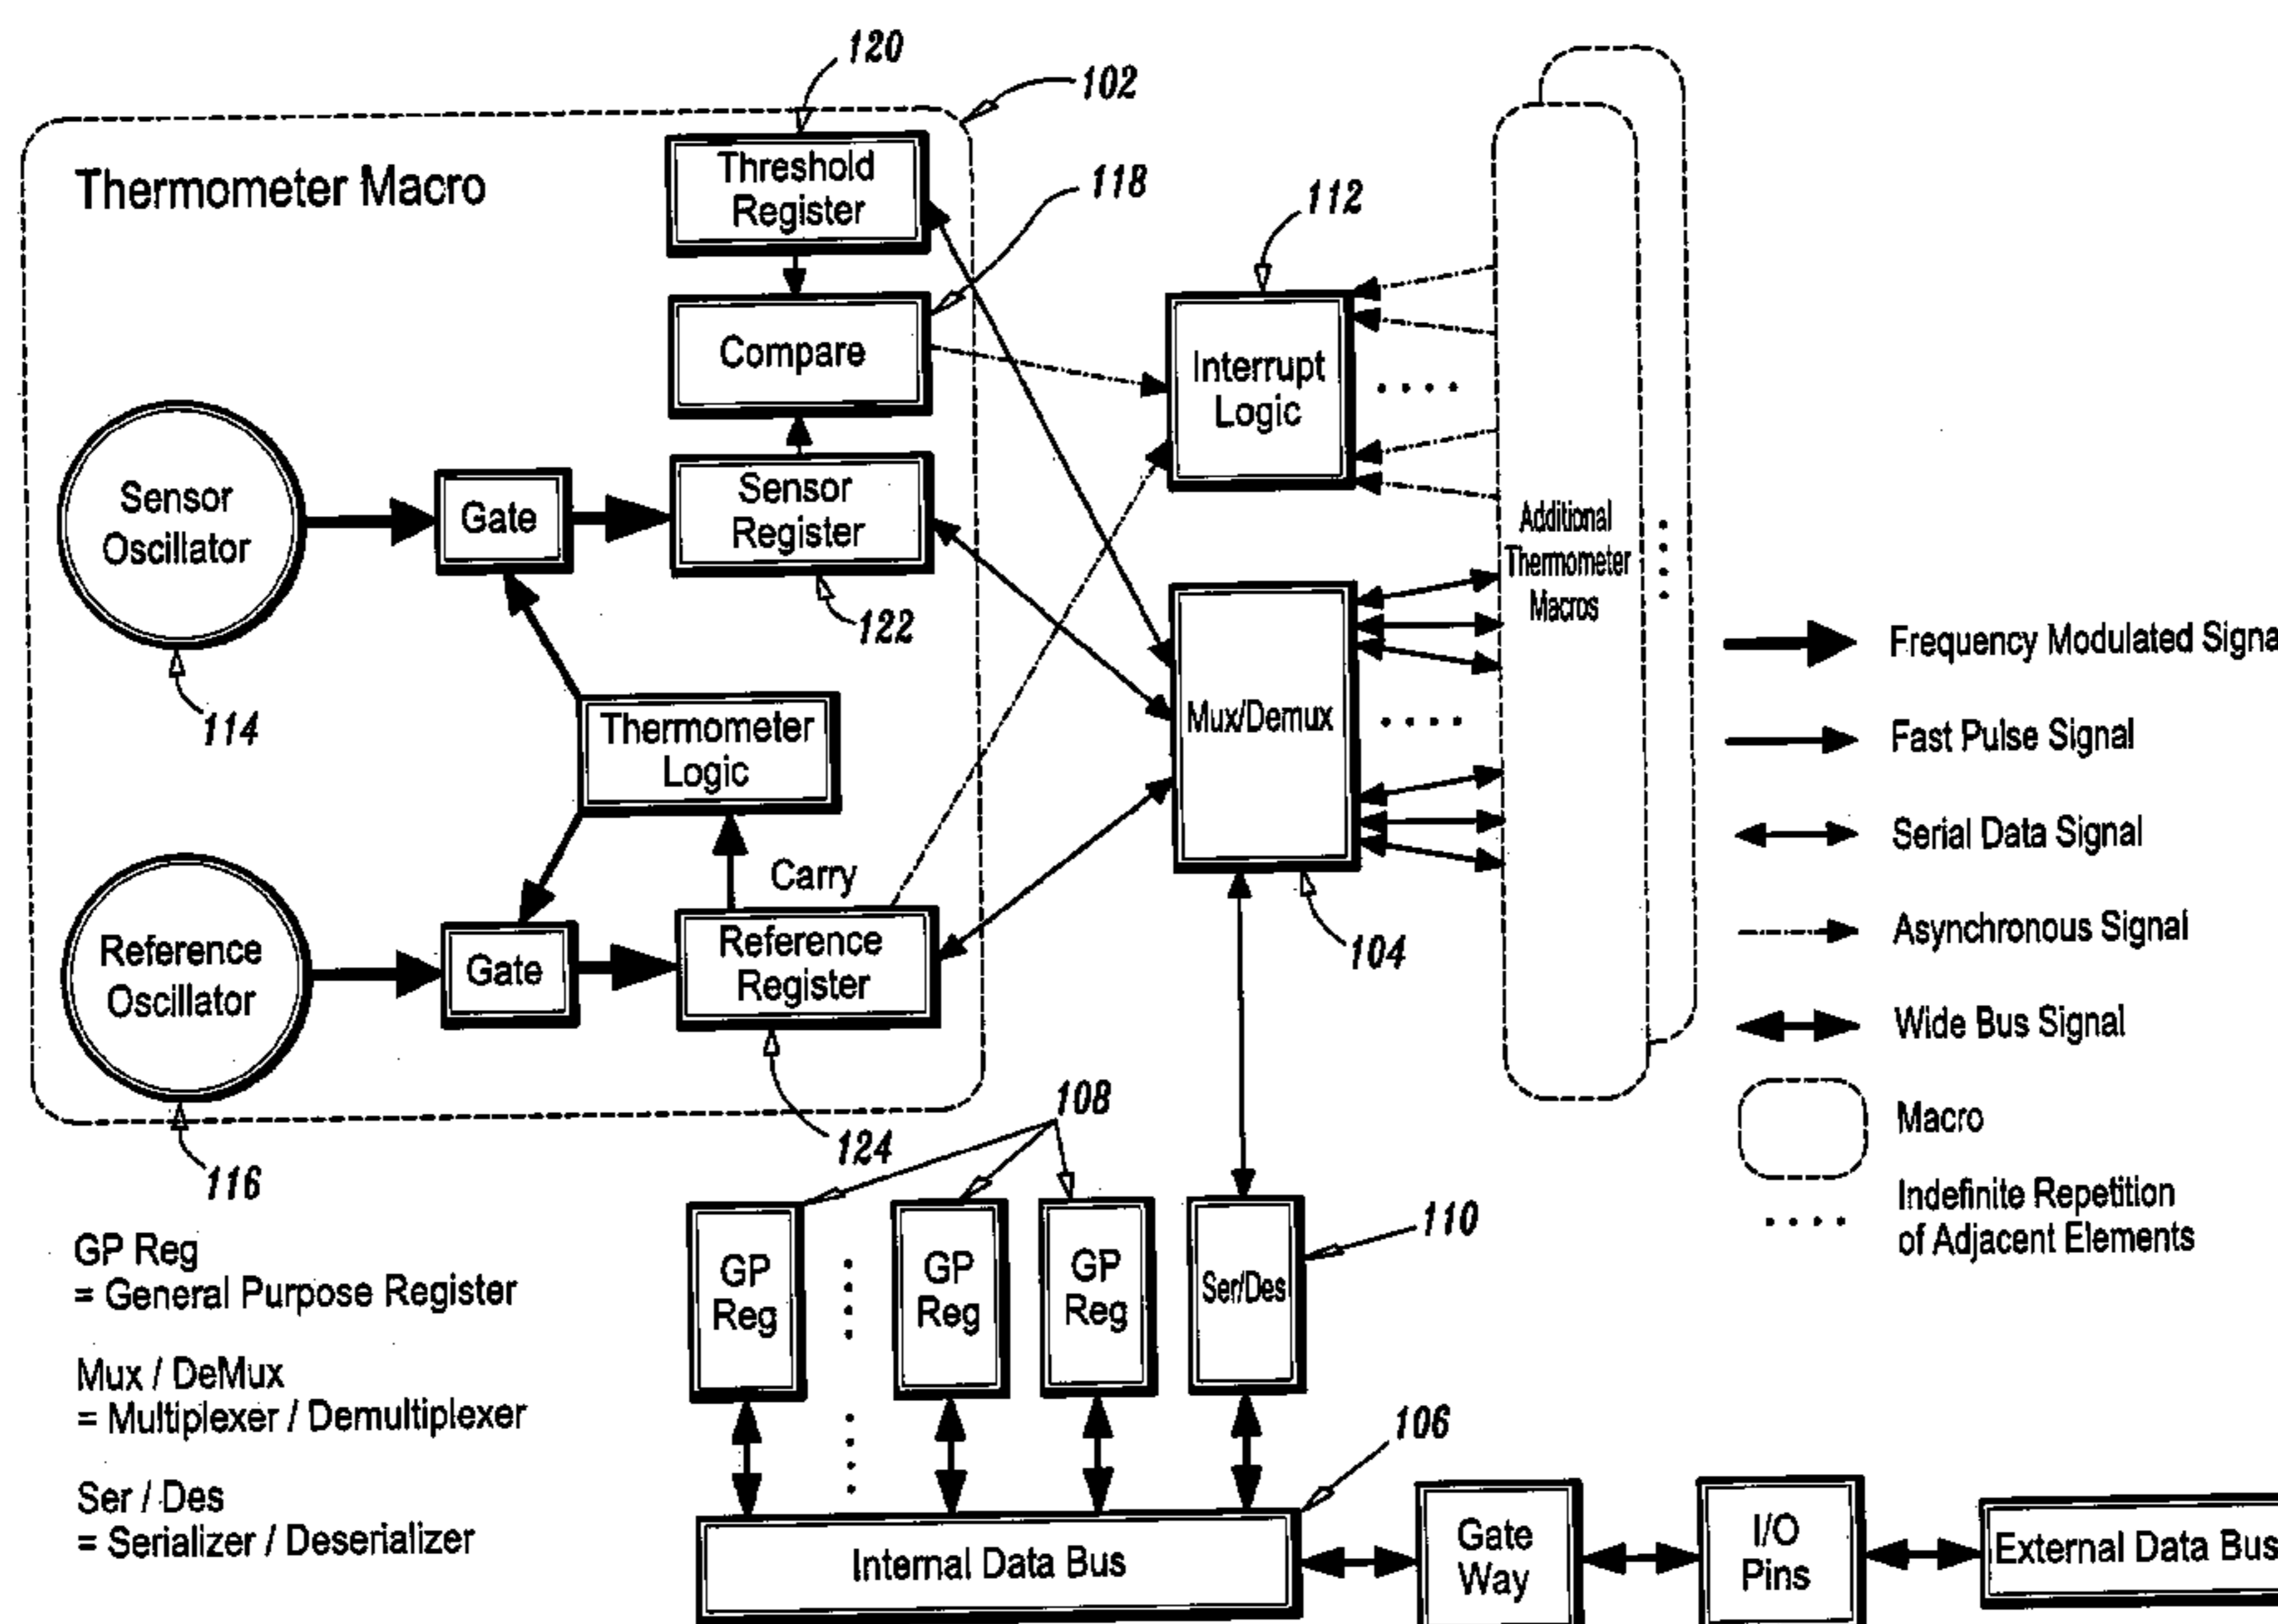 120
102
Thermometer Macro
Threshold
Register
118
112
Compare
Interrupt
Logic
Sensor
Oscillator
Gate
Sensor
Register
122
114
Thermometer
Logic
Mux/Demux
Additional
Thermometer
Macros
Carry
Reference
Oscillator
Gate
Reference
Register
104
116
124
108
110
GP
Reg
GP
Reg
GP
Reg
Ser/Des
106
Internal Data Bus
Gate
Way
I/O
Pins
External Data Bus
Frequency Modulated Signa
Fast Pulse Signal
Serial Data Signal
Asynchronous Signal
Wide Bus Signal
Macro
Indefinite Repetition
of Adjacent Elements
GP Reg
= General Purpose Register
Mux / DeMux
= Multiplexer / Demultiplexer
Ser / Des
= Serializer / Deserializer